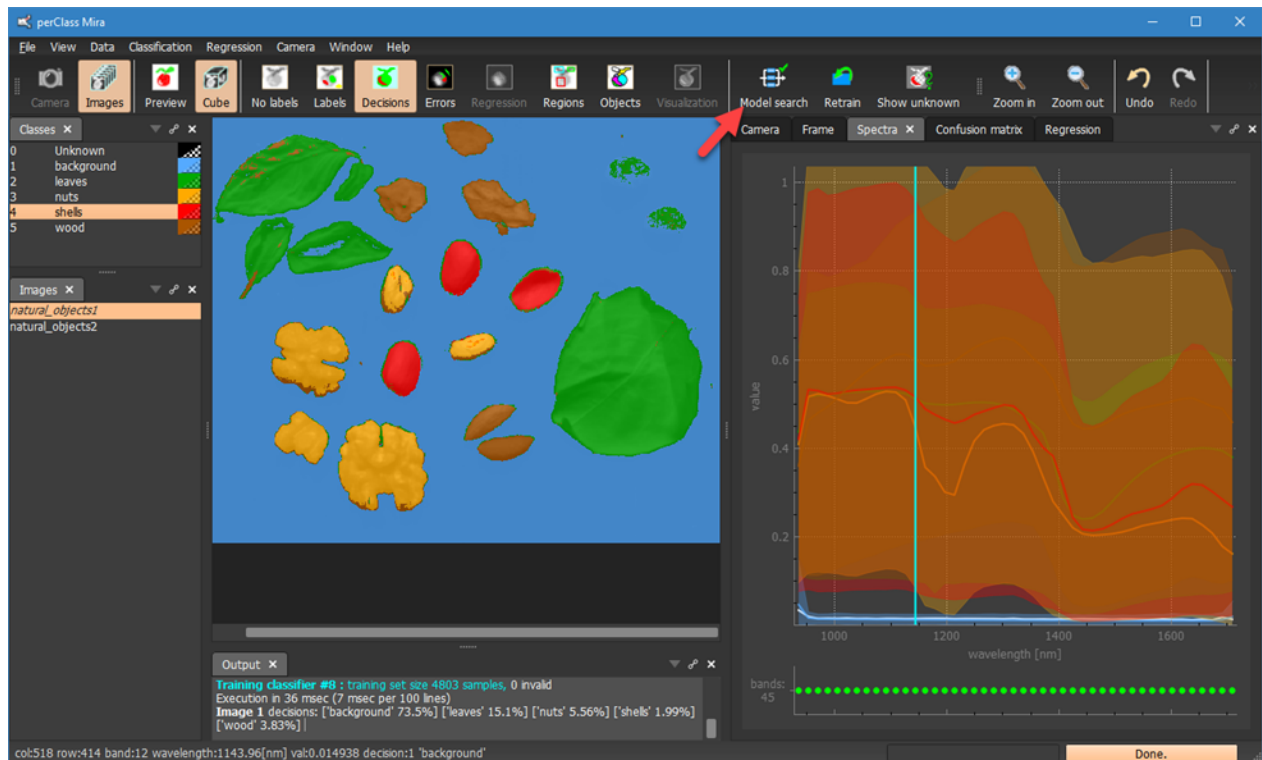 perClass Mira
File View Data Classification Regression Camera Window Help
Camera Images Preview Cube No labels Labels Decisions Errors Regression Regions Objects Visualization Model search Retrain Show unknown Zoom in Zoom out Undo Redo
Classes
0 Unknown
1 background
2 leaves
3 nuts
4 shells
5 wood
Images
natural_objects1
natural_objects2
Output
Training classifier #8 : training set size 4803 samples, 0 invalid
Execution in 36 msec (7 msec per 100 lines)
Image 1 decisions: ['background' 73.5%] ['leaves' 15.1%] ['nuts' 5.56%] ['shells' 1.99%]
['wood' 3.83%]
Camera Frame Spectra Confusion matrix Regression
1
0.8
0.6
0.4
0.2
value
1000 1200 1400 1600
wavelength [nm]
bands:
45
col:518 row:414 band:12 wavelength:1143.96[nm] val:0.014938 decision:1 'background'
Done.